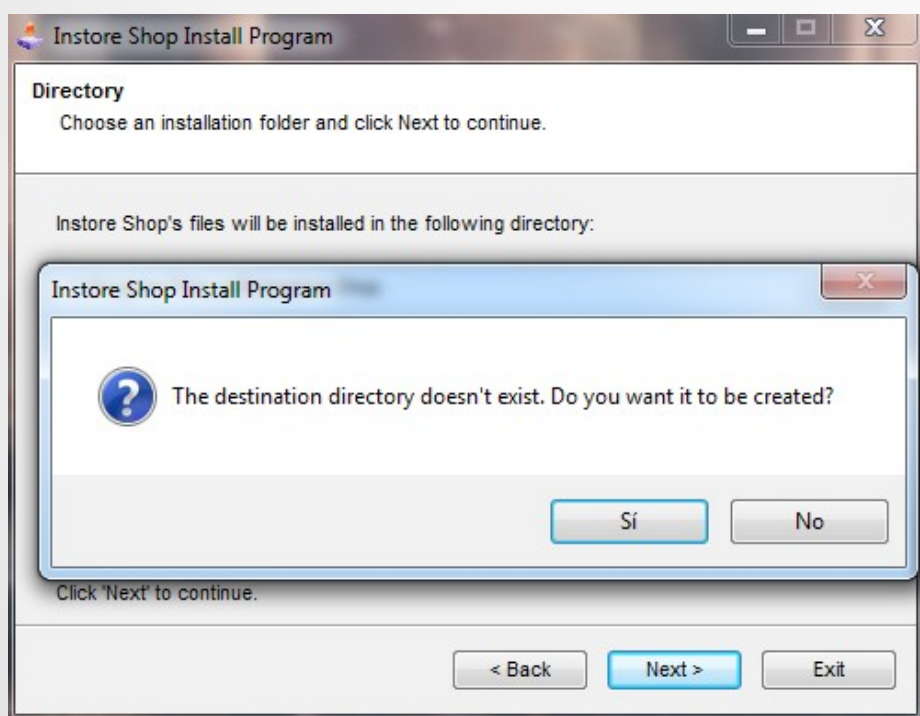 Instore Shop Install Program
Directory
Choose an installation folder and click Next to continue.
Instore Shop's files will be installed in the following directory:
Instore Shop Install Program
The destination directory doesn't exist. Do you want it to be created?
Sí
No
Click 'Next' to continue.
< Back
Next >
Exit